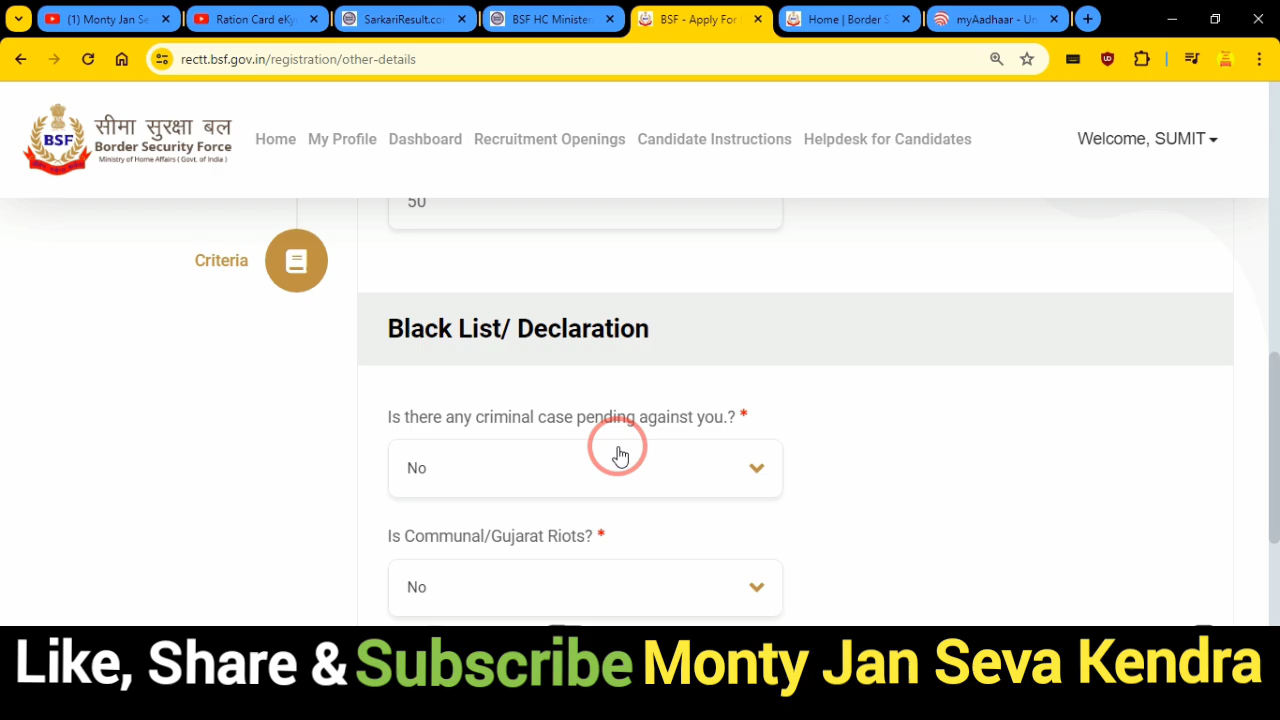 (1) Monty Jan Se
Ration Card eKy
SarkariResult.co
BSF HC Minister
BSF - Apply For
Home | Border S
myAadhaar - Un
rectt.bsf.gov.in/registration/other-details
BSF
सीमा सुरक्षा बल
Border Security Force
Ministry of Home Affairs ( Govt. of India )
Home
My Profile
Dashboard
Recruitment Openings
Candidate Instructions
Helpdesk for Candidates
Welcome, SUMIT
50
Criteria
Black List/ Declaration
Is there any criminal case pending against you.? *
No
Is Communal/Gujarat Riots? *
No
Like, Share & Subscribe Monty Jan Seva Kendra